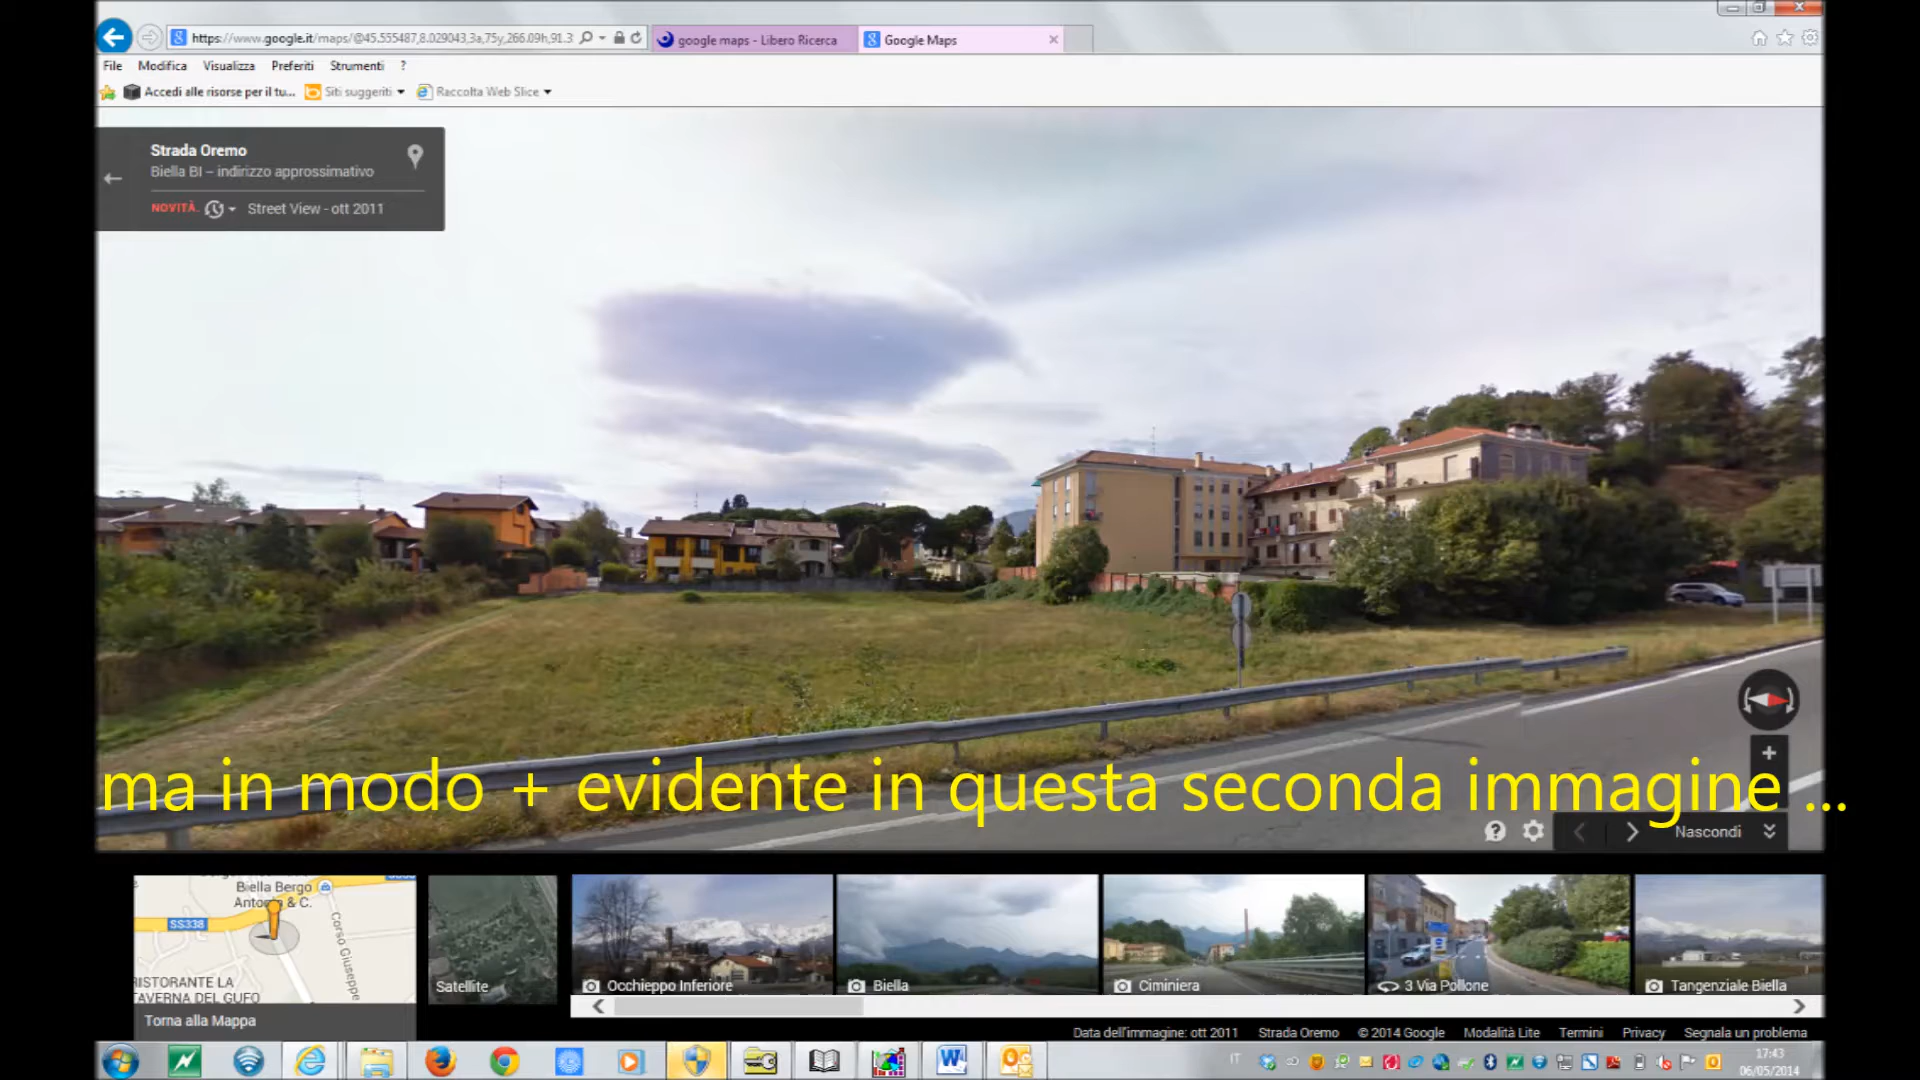 https://www.google.it/maps/@45.555487,8.029043,3a,75y,266.09h,91.3
google maps - Libero Ricerca
Google Maps
File Modifica Visualizza Preferiti Strumenti ?
Accedi alle risorse per il tu...
Siti suggeriti
Raccolta Web Slice
Strada Oremo
Biella BI – indirizzo approssimativo
NOVITÀ. Street View - ott 2011
ma in modo + evidente in questa seconda immagine ...
Nascondi
Biella Bergo
& C.
SS338
Corso Giuseppe
RISTORANTE LA
TAVERNA DEL GUFO
Torna alla Mappa
Satellite
Occhieppo Inferiore
Biella
Ciminiera
3 Via Pollone
Tangenziale Biella
Data dell'immagine: ott 2011 Strada Oremo © 2014 Google Modalità Lite Termini Privacy Segnala un problema
IT
17:43
06/05/2014